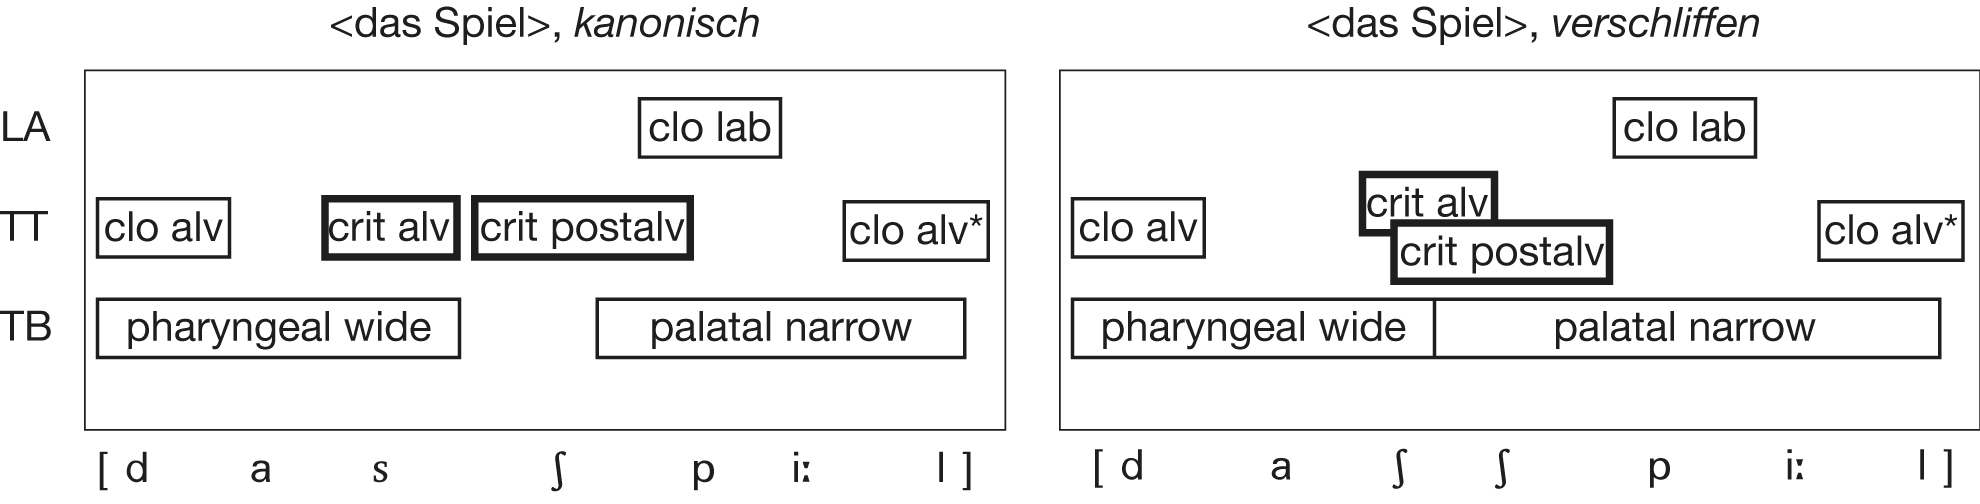 <das Spiel>, kanonisch
<das Spiel>, verschliffen
LA
clo lab
clo lab
TT
clo alv
crit alv
crit postalv
clo alv*
clo alv
crit alv
crit postalv
clo alv*
TB
pharyngeal wide
palatal narrow
pharyngeal wide
palatal narrow
[ d a s ʃ p iː l ]
[ d a ʃ ʃ p iː l ]